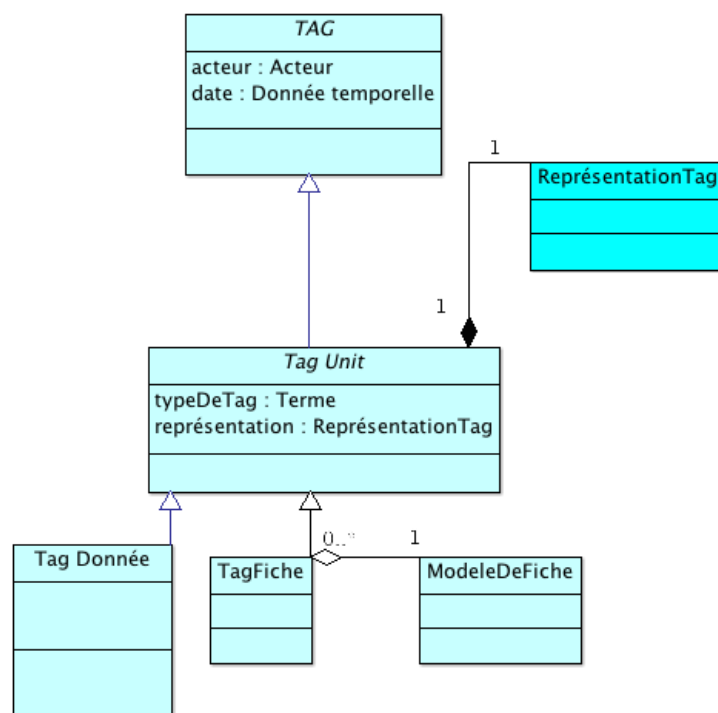 TAG
acteur : Acteur
date : Donnée temporelle
1
ReprésentationTag
1
Tag Unit
typeDeTag : Terme
représentation : ReprésentationTag
Tag Donnée
0..*
1
TagFiche
ModeleDeFiche